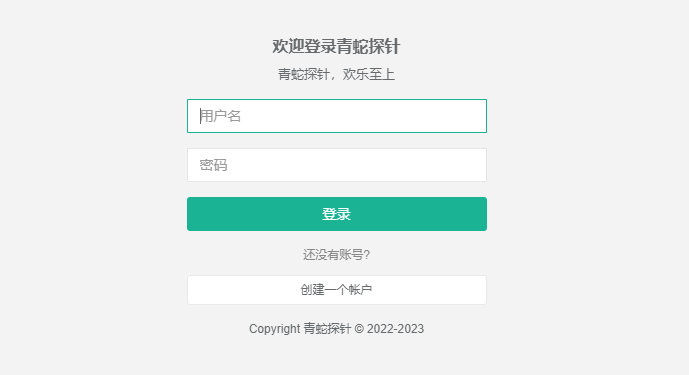 欢迎登录青蛇探针
青蛇探针，欢乐至上
用户名
密码
登录
还没有账号?
创建一个帐户
Copyright 青蛇探针 © 2022-2023